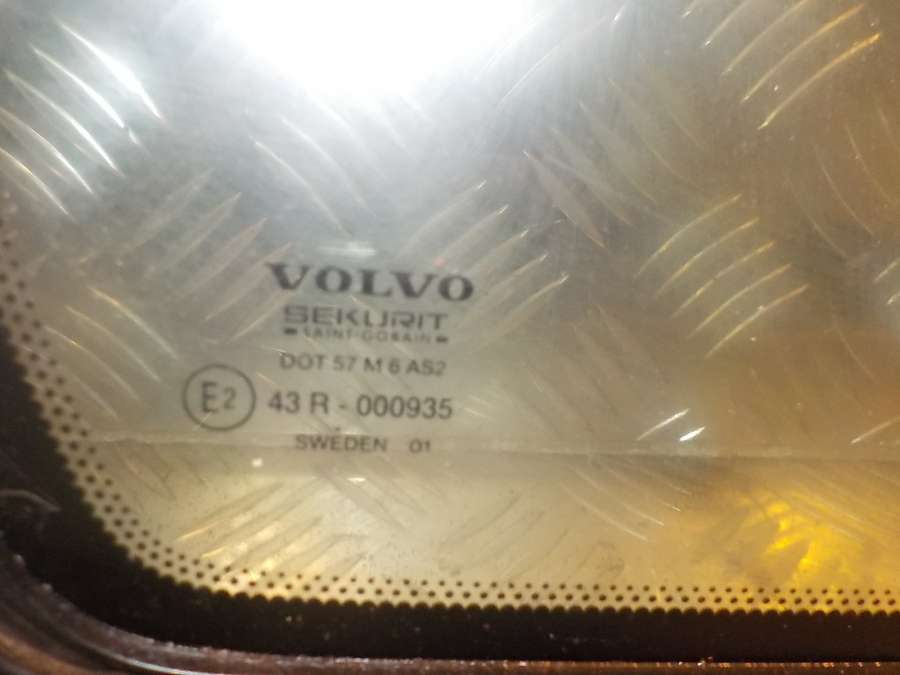 VOLVO
SEKURIT
SAINT-GOBAIN
DOT 57 M 6 AS2
E2 43 R - 000935
SWEDEN 01